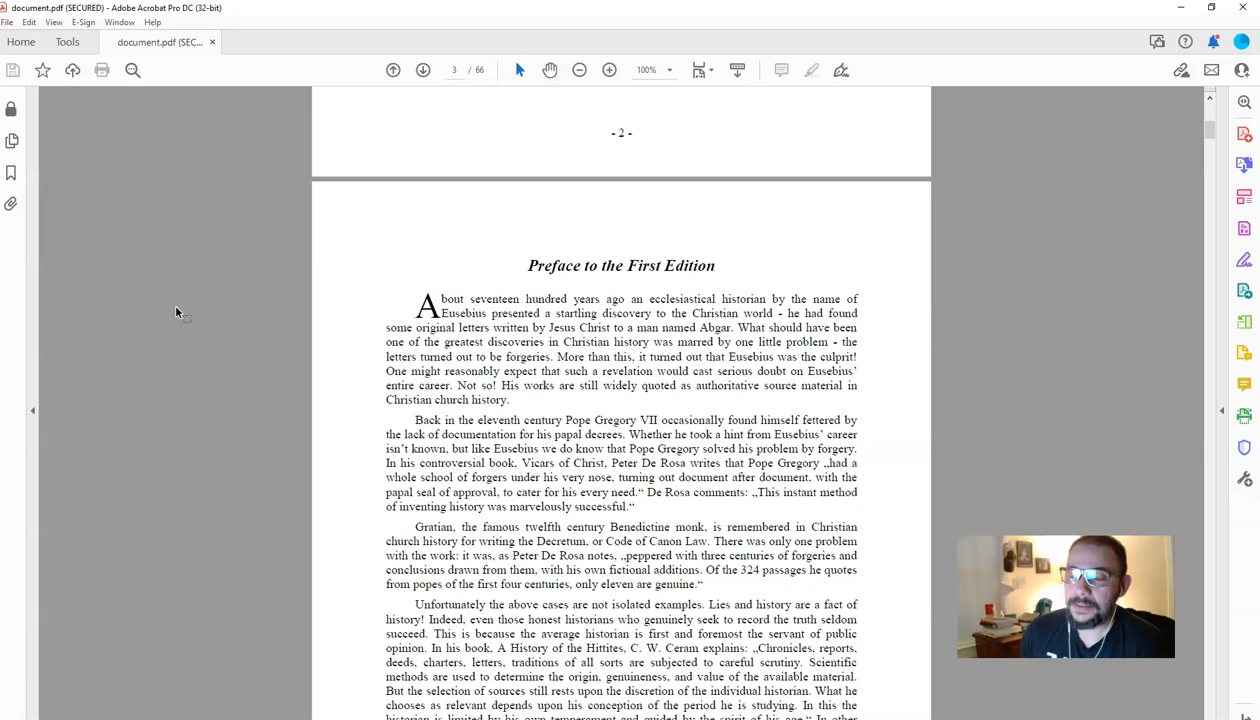 document.pdf (SECURED) - Adobe Acrobat Pro DC (32-bit)
File Edit View E-Sign Window Help
Home Tools document.pdf (SEC... ×
3 / 66 100%
- 2 -
Preface to the First Edition
About seventeen hundred years ago an ecclesiastical historian by the name of
Eusebius presented a startling discovery to the Christian world - he had found
some original letters written by Jesus Christ to a man named Abgar. What should have been
one of the greatest discoveries in Christian history was marred by one little problem - the
letters turned out to be forgeries. More than this, it turned out that Eusebius was the culprit!
One might reasonably expect that such a revelation would cast serious doubt on Eusebius'
entire career. Not so! His works are still widely quoted as authoritative source material in
Christian church history.
Back in the eleventh century Pope Gregory VII occasionally found himself fettered by
the lack of documentation for his papal decrees. Whether he took a hint from Eusebius' career
isn't known, but like Eusebius we do know that Pope Gregory solved his problem by forgery.
In his controversial book, Vicars of Christ, Peter De Rosa writes that Pope Gregory „had a
whole school of forgers under his very nose, turning out document after document, with the
papal seal of approval, to cater for his every need.“ De Rosa comments: „This instant method
of inventing history was marvelously successful.“
Gratian, the famous twelfth century Benedictine monk, is remembered in Christian
church history for writing the Decretum, or Code of Canon Law. There was only one problem
with the work: it was, as Peter De Rosa notes, „peppered with three centuries of forgeries and
conclusions drawn from them, with his own fictional additions. Of the 324 passages he quotes
from popes of the first four centuries, only eleven are genuine.“
Unfortunately the above cases are not isolated examples. Lies and history are a fact of
history! Indeed, even those honest historians who genuinely seek to record the truth seldom
succeed. This is because the average historian is first and foremost the servant of public
opinion. In his book, A History of the Hittites, C. W. Ceram explains: „Chronicles, reports,
deeds, charters, letters, traditions of all sorts are subjected to careful scrutiny. Scientific
methods are used to determine the origin, genuineness, and value of the available material.
But the selection of sources still rests upon the discretion of the individual historian. What he
chooses as relevant depends upon his conception of the period he is studying. In this the
historian is limited by his own temperament and guided by the spirit of his age.“ In other